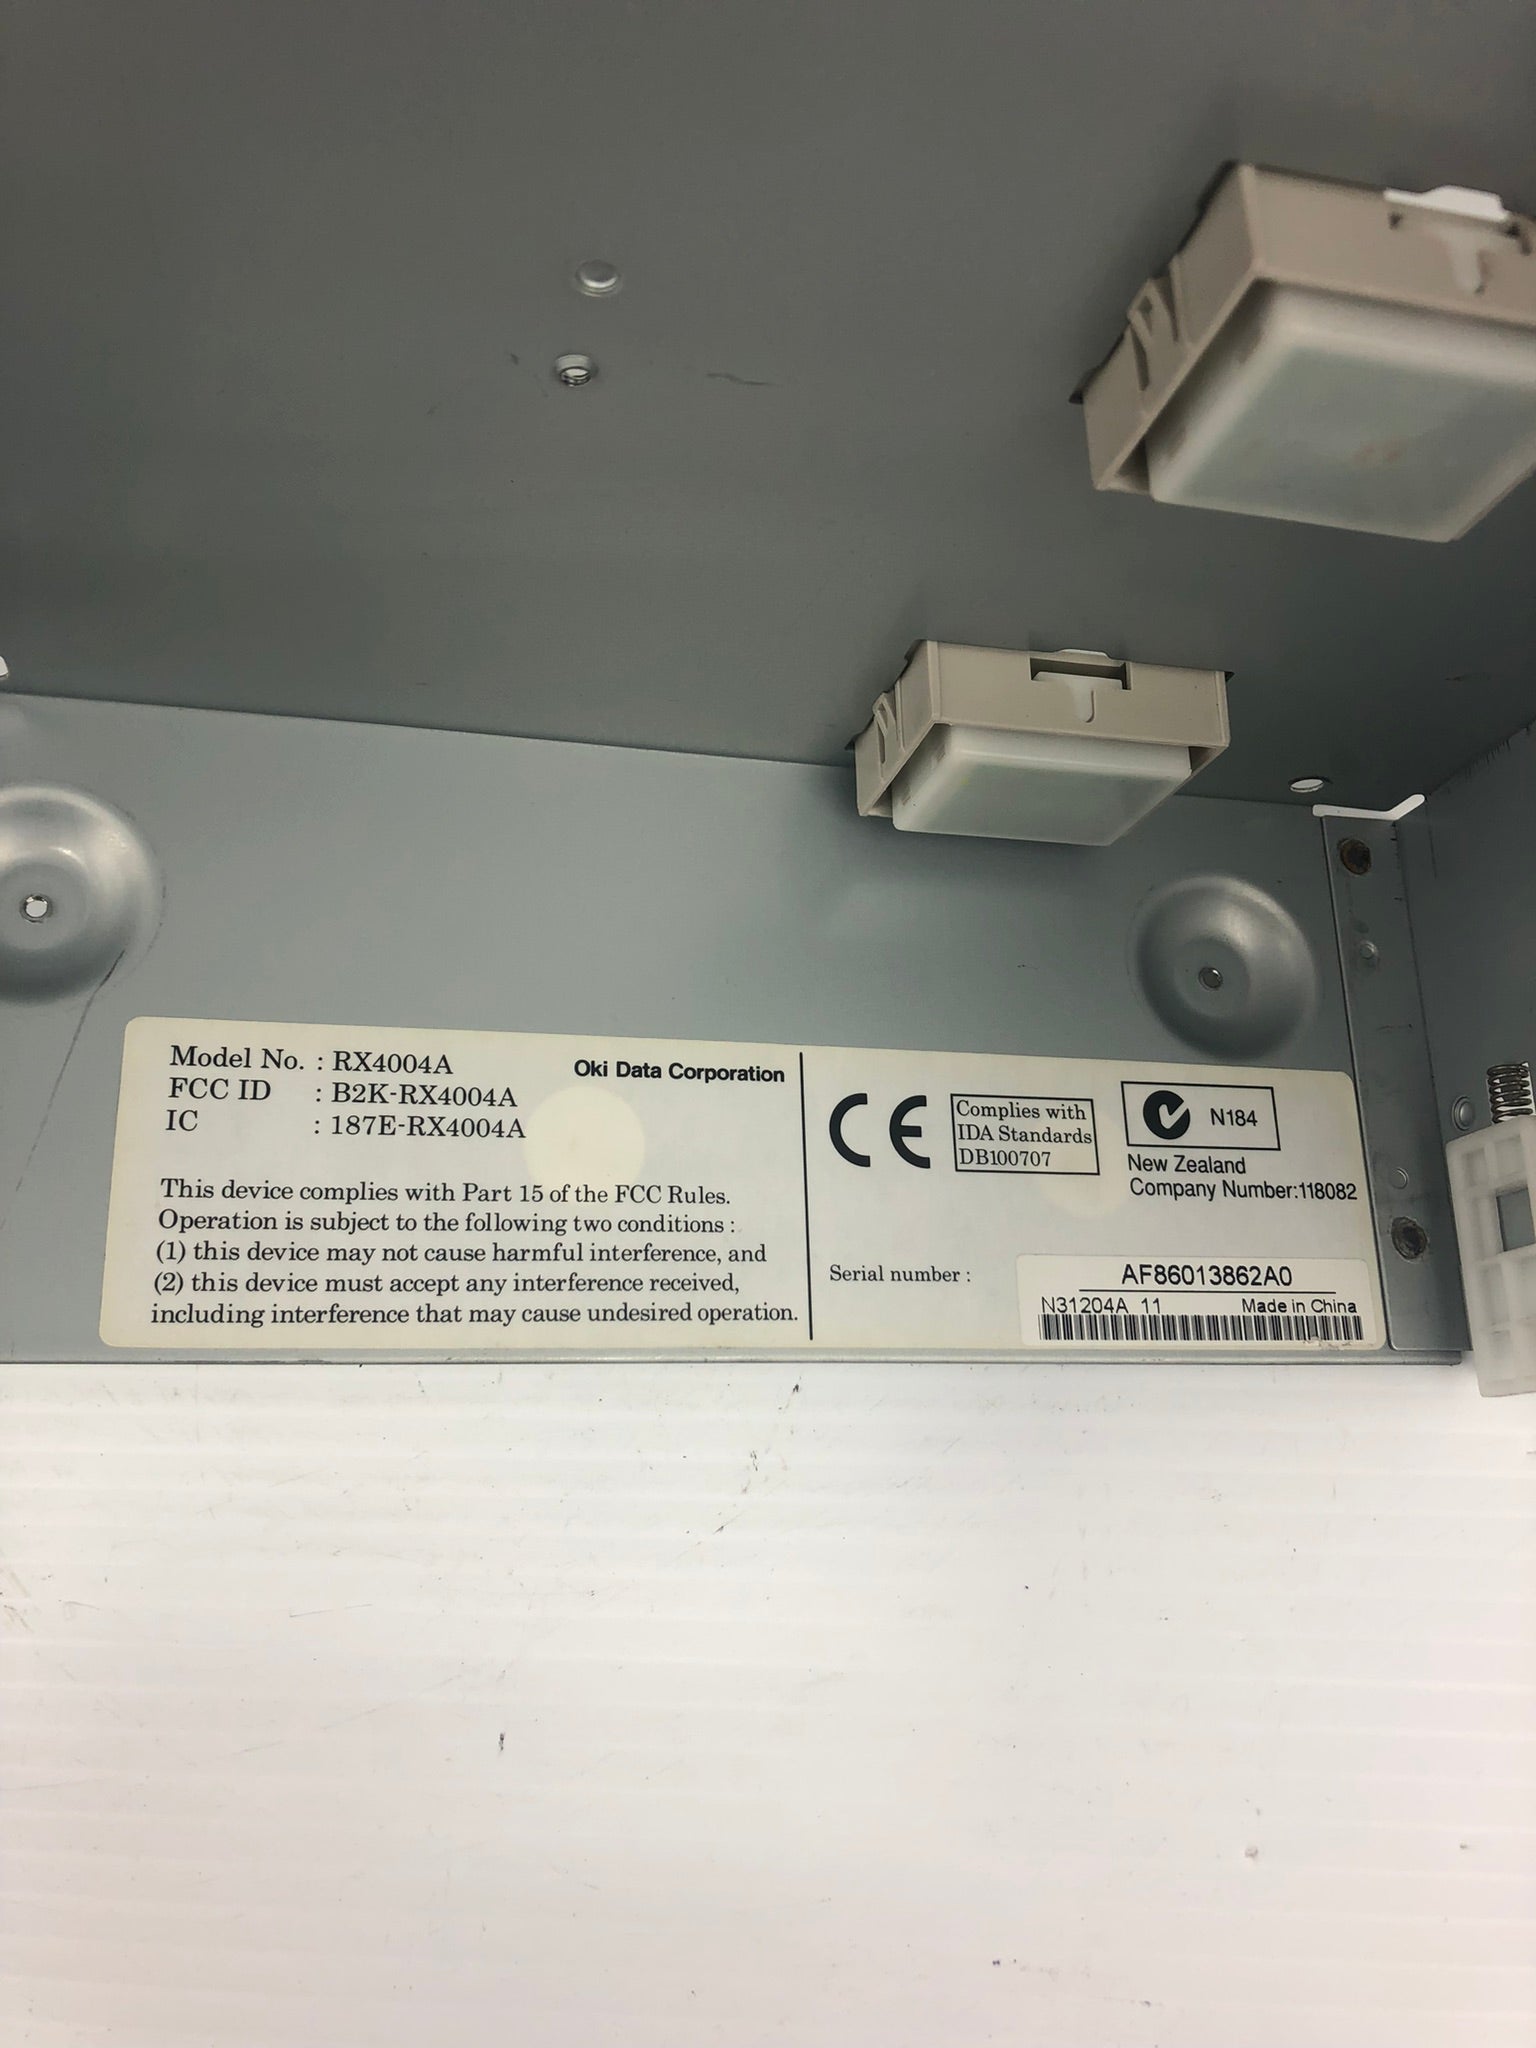 Model No. : RX4004A
Oki Data Corporation
FCC ID : B2K-RX4004A
IC : 187E-RX4004A
This device complies with Part 15 of the FCC Rules.
Operation is subject to the following two conditions :
(1) this device may not cause harmful interference, and
(2) this device must accept any interference received,
including interference that may cause undesired operation.
CE
Complies with
IDA Standards
DB100707
N184
New Zealand
Company Number:118082
Serial number :
AF86013862A0
N31204A 11 Made in China